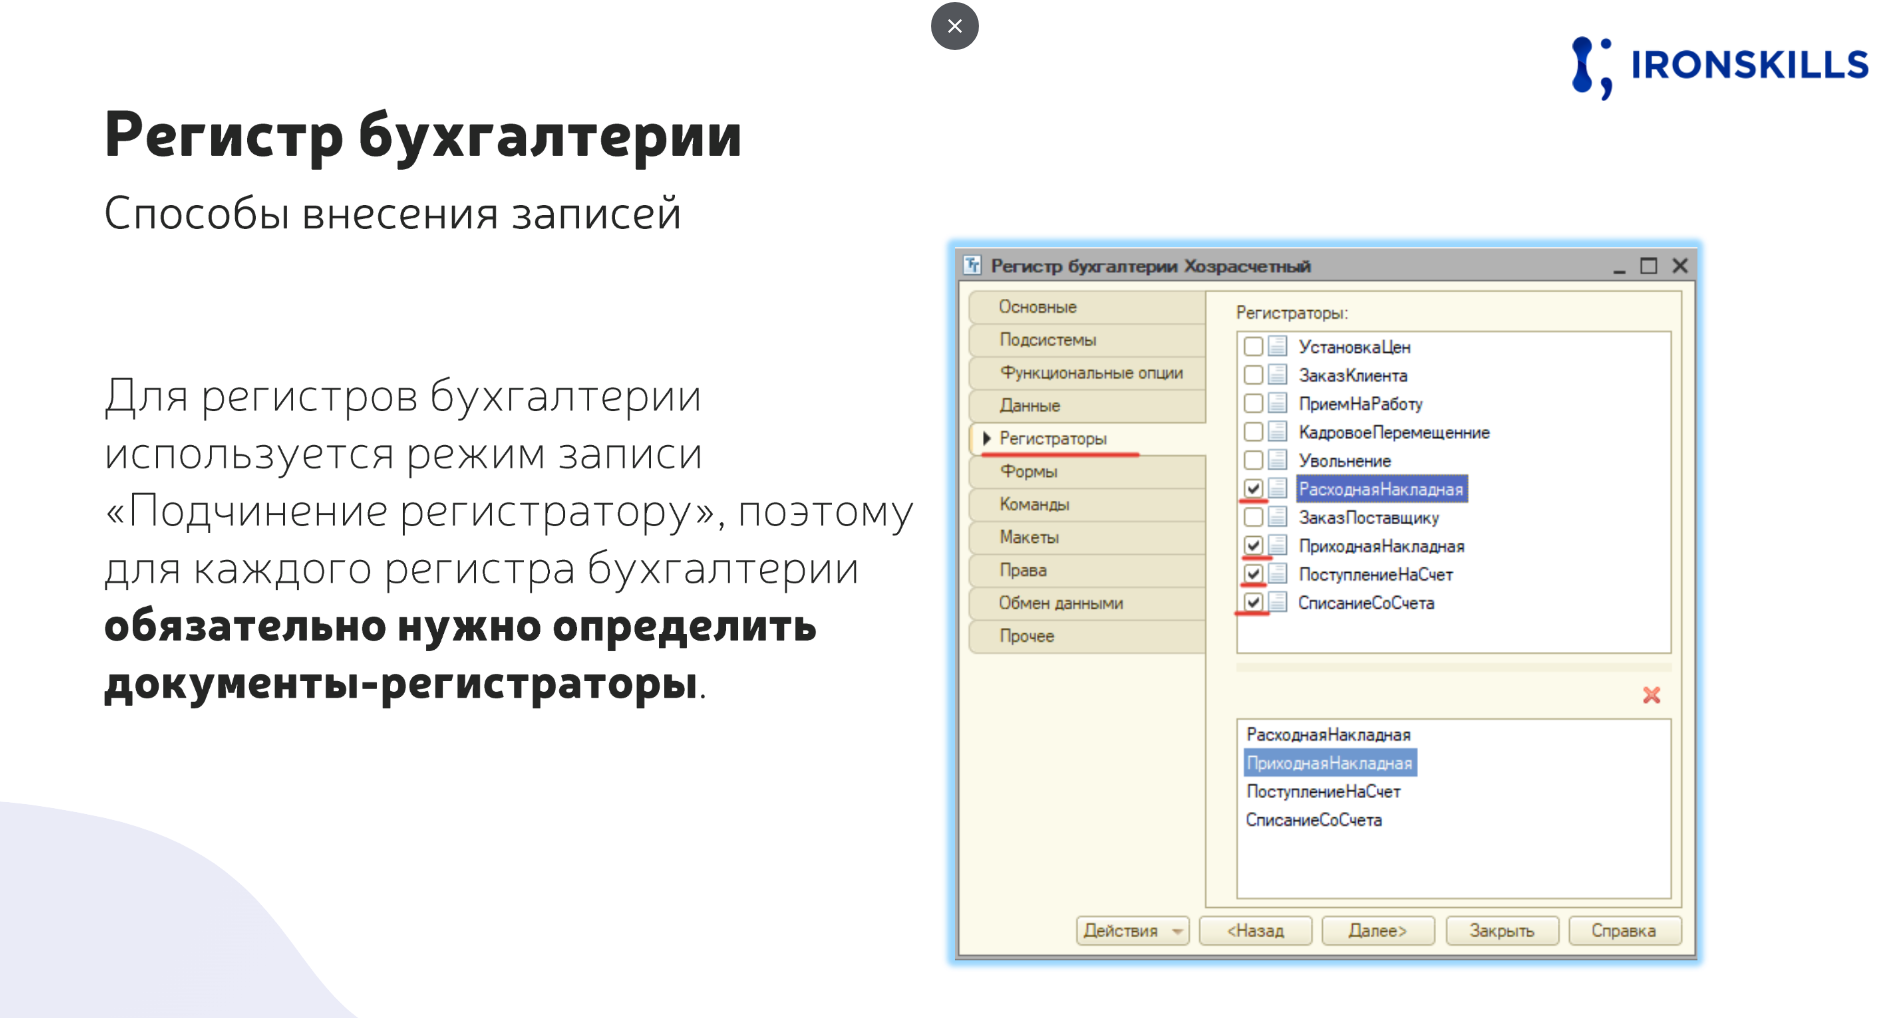 IRONSKILLS
Регистр бухгалтерии
Способы внесения записей
Для регистров бухгалтерии
используется режим записи
«Подчинение регистратору», поэтому
для каждого регистра бухгалтерии
обязательно нужно определить
документы-регистраторы.
Регистр бухгалтерии Хозрасчетный
Основные
Подсистемы
Функциональные опции
Данные
Регистраторы
Формы
Команды
Макеты
Права
Обмен данными
Прочее
Регистраторы:
УстановкаЦен
ЗаказКлиента
ПриемНаРаботу
КадровоеПеремещенние
Увольнение
РасходнаяНакладная
ЗаказПоставщику
ПриходнаяНакладная
ПоступлениеНаСчет
СписаниеСоСчета
РасходнаяНакладная
ПриходнаяНакладная
ПоступлениеНаСчет
СписаниеСоСчета
Действия
<Назад
Далее>
Закрыть
Справка